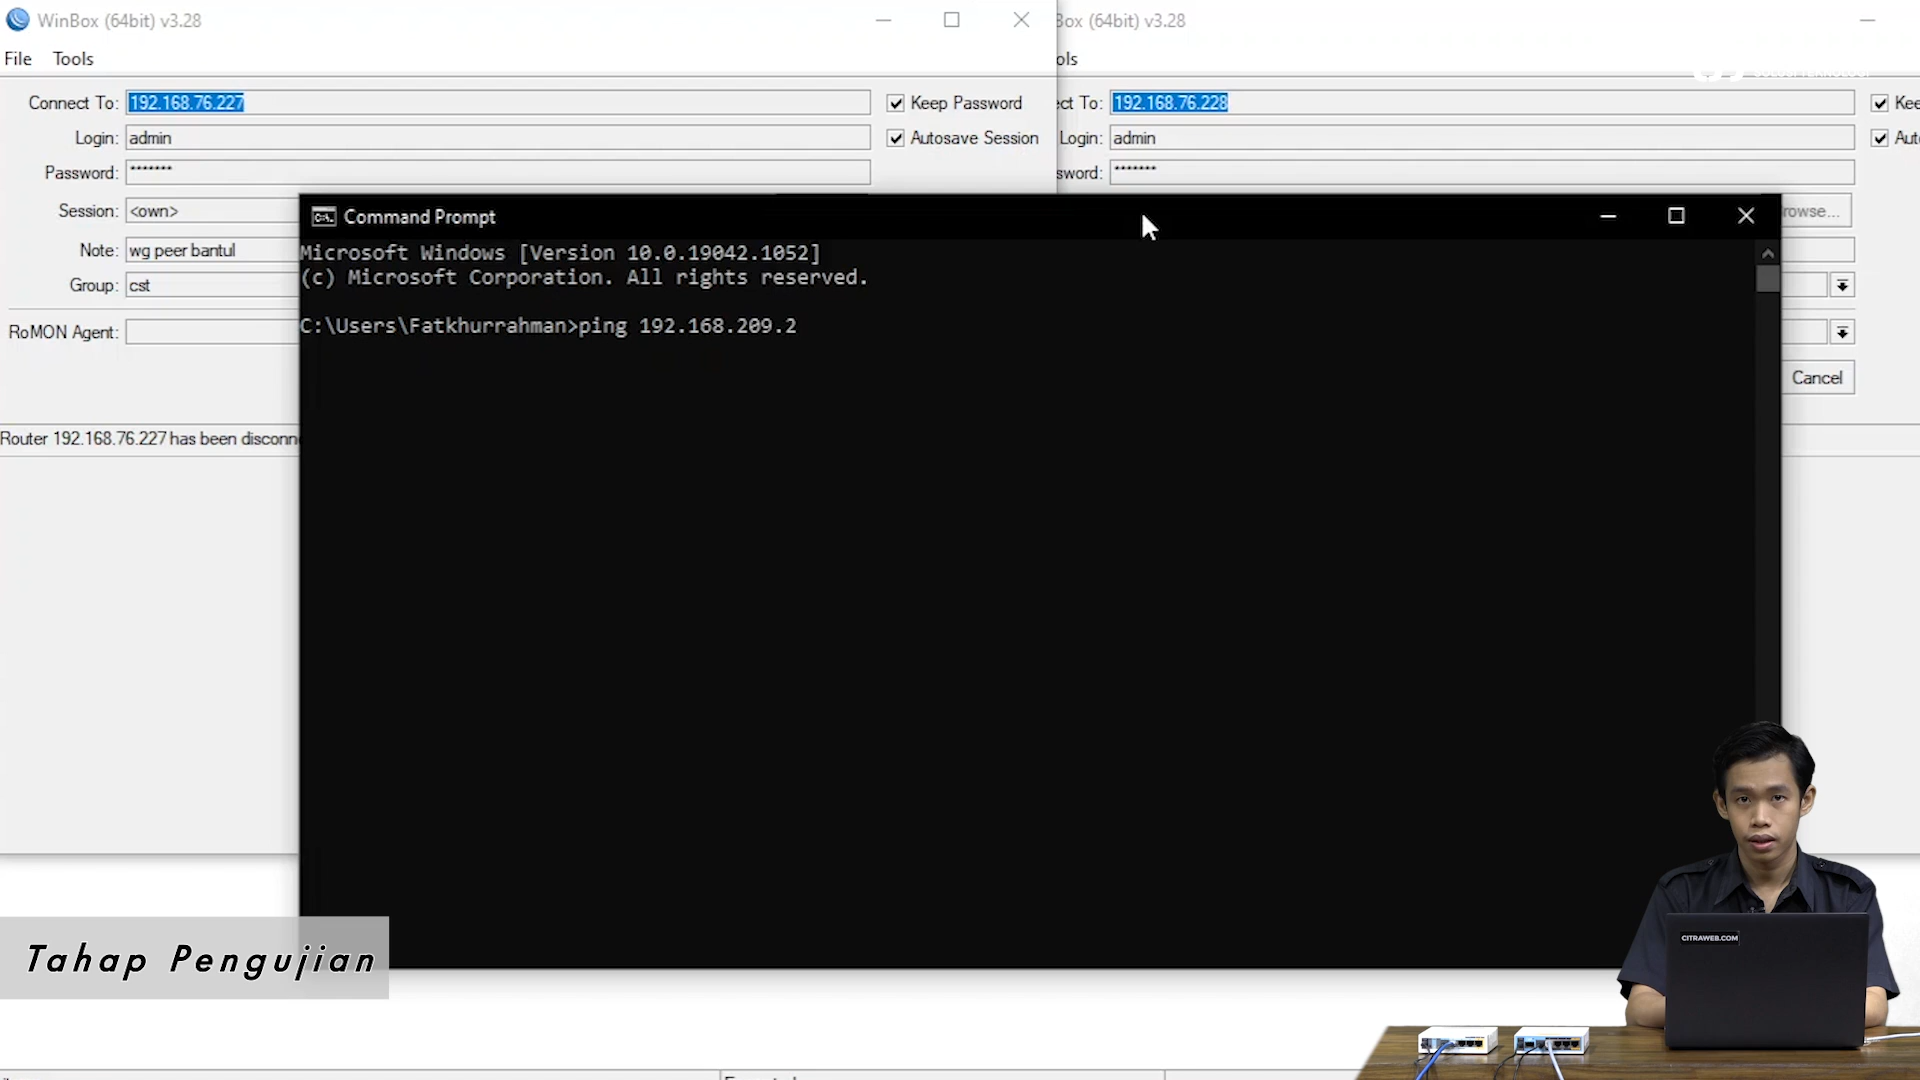 WinBox (64bit) v3.28
File Tools
Connect To: 192.168.76.227
Keep Password
Login: admin
Autosave Session
Password: *******
Session: <own>
Note: wg peer bantul
Group: cst
RoMON Agent:
Router 192.168.76.227 has been disconn
Box (64bit) v3.28
ols
ct To: 192.168.76.228
Kee
Login: admin
Aut
sword: *******
rowse...
Cancel
Command Prompt
Microsoft Windows [Version 10.0.19042.1052]
(c) Microsoft Corporation. All rights reserved.
C:\Users\Fatkhurrahman>ping 192.168.209.2
Tahap Pengujian
CITRAWEB.COM